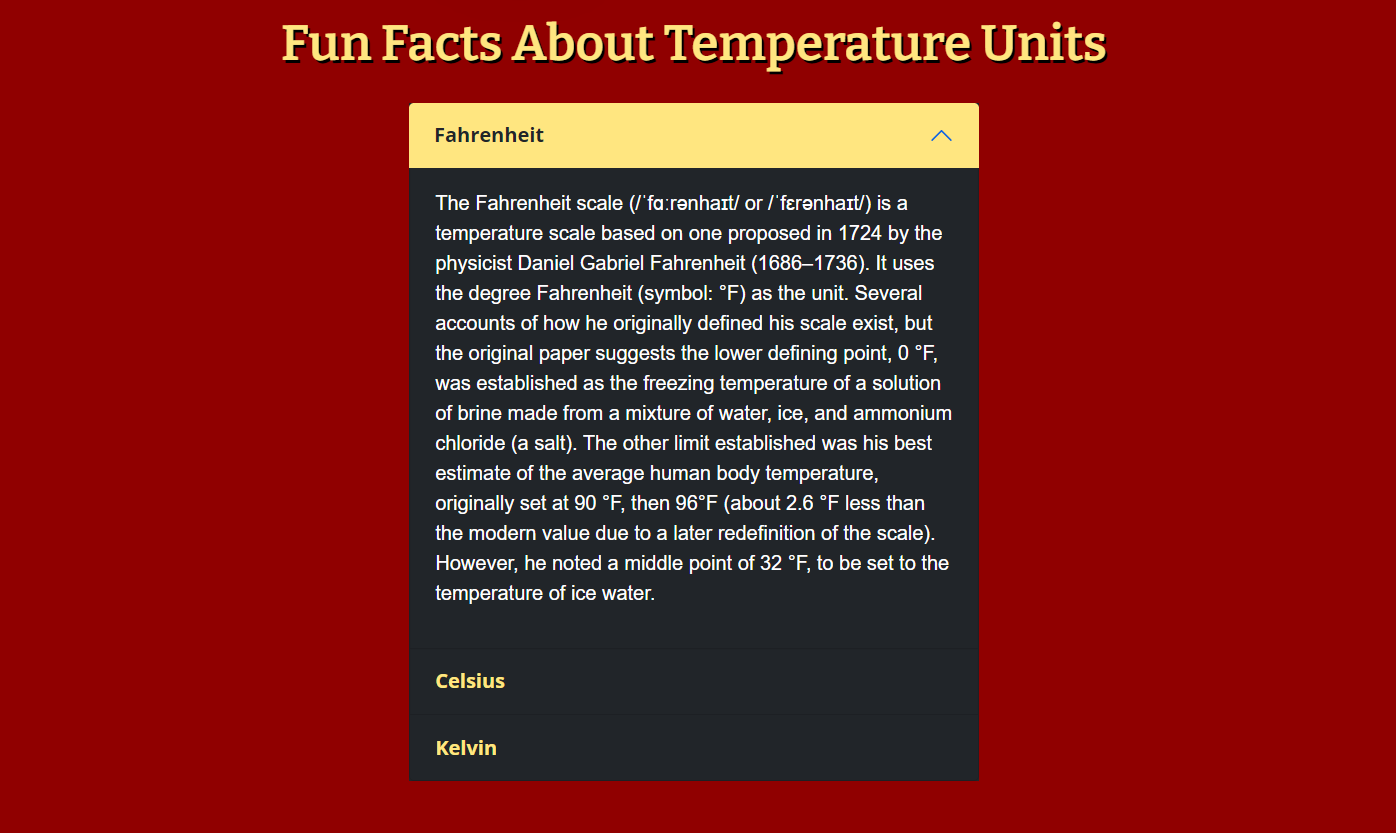 Fun Facts About Temperature Units
Fahrenheit
The Fahrenheit scale (/ˈfɑːrənhaɪt/ or /ˈfɛrənhaɪt/) is a
temperature scale based on one proposed in 1724 by the
physicist Daniel Gabriel Fahrenheit (1686–1736). It uses
the degree Fahrenheit (symbol: °F) as the unit. Several
accounts of how he originally defined his scale exist, but
the original paper suggests the lower defining point, 0 °F,
was established as the freezing temperature of a solution
of brine made from a mixture of water, ice, and ammonium
chloride (a salt). The other limit established was his best
estimate of the average human body temperature,
originally set at 90 °F, then 96°F (about 2.6 °F less than
the modern value due to a later redefinition of the scale).
However, he noted a middle point of 32 °F, to be set to the
temperature of ice water.
Celsius
Kelvin